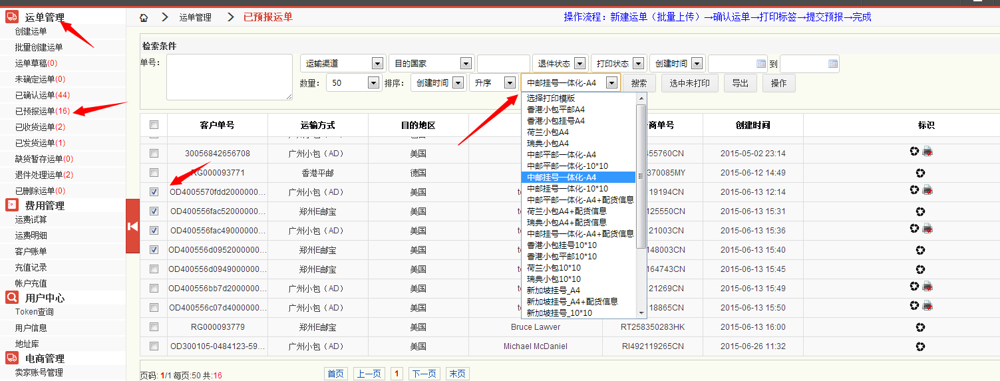 运单管理
创建运单
批量创建运单
运单草稿(0)
未确定运单(0)
已确认运单(44)
已预报运单(16)
已收货运单(2)
已发货运单(1)
缺货暂存运单(0)
退件处理运单(2)
已删除运单(0)
费用管理
运费试算
运费明细
客户账单
充值记录
帐户充值
用户中心
Token查询
用户信息
地址库
电商管理
卖家账号管理
运单管理 已预报运单 操作流程：新建运单（批量上传）→确认运单→打印标签→提交预报→完成
检索条件
单号： 运输渠道 目的国家 退件状态 打印状态 创建时间 到
数量： 50 排序： 创建时间 升序 中邮挂号一体化-A4 搜索 选中未打印 导出 操作
选择打印模版
香港小包平邮A4
香港小包挂号A4
荷兰小包A4
瑞典小包A4
中邮平邮一体化-A4
中邮平邮一体化-10*10
中邮挂号一体化-A4
中邮挂号一体化-10*10
中邮平邮一体化-A4+配货信息
荷兰小包A4+配货信息
瑞典小包A4+配货信息
中邮挂号一体化-A4+配货信息
香港小包挂号10*10
香港小包平邮10*10
荷兰小包10*10
瑞典小包10*10
新加坡挂号_A4
新加坡挂号_A4+配货信息
新加坡挂号_10*10
客户单号 运输方式 目的地区 商单号 创建时间 标识
30056842656708 广州小包（AD） 美国 455760CN 2015-05-02 23:14
RG000093771 香港平邮 德国 370085MY 2015-06-12 14:49
OD4005570fdd2000000... 广州小包（AD） 美国 19194CN 2015-06-13 12:14
OD400556fac52000000... 郑州E邮宝 美国 125550CN 2015-06-13 15:31
OD400556fac49000000... 广州小包（AD） 美国 21003CN 2015-06-13 15:36
OD400556d0952000000... 郑州E邮宝 美国 148003CN 2015-06-13 15:40
OD400556d0949000000... 郑州E邮宝 美国 164743CN 2015-06-13 15:45
OD400556bb7d2000000... 广州小包（AD） 美国 21269CN 2015-06-13 15:49
OD400556c07d4000000... 广州小包（AD） 美国 18865CN 2015-06-13 15:50
RG000093779 郑州E邮宝 美国 Bruce Lawver RT258350283HK 2015-06-13 16:00
OD300105-0484123-59... 广州小包（AD） 美国 Michael McDaniel RI492119265CN 2015-06-26 11:32
页码: 1/1 每页:50 共:16 首页 上一页 1 下一页 末页